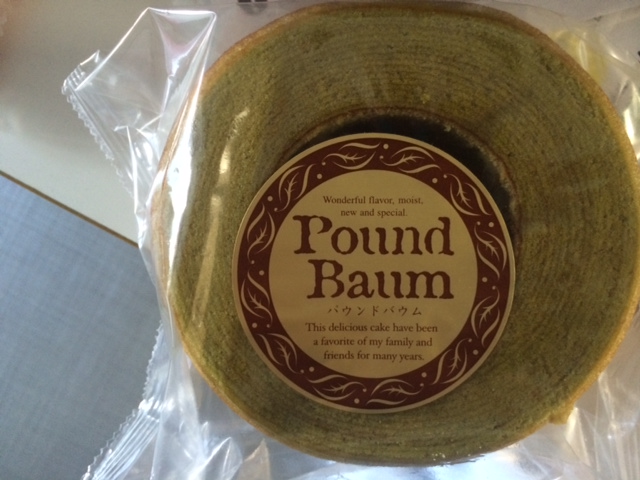 Wonderful flavor, moist,
new and special.
Pound
Baum
パウンドバウム
This delicious cake have been
a favorite of my family and
friends for many years.